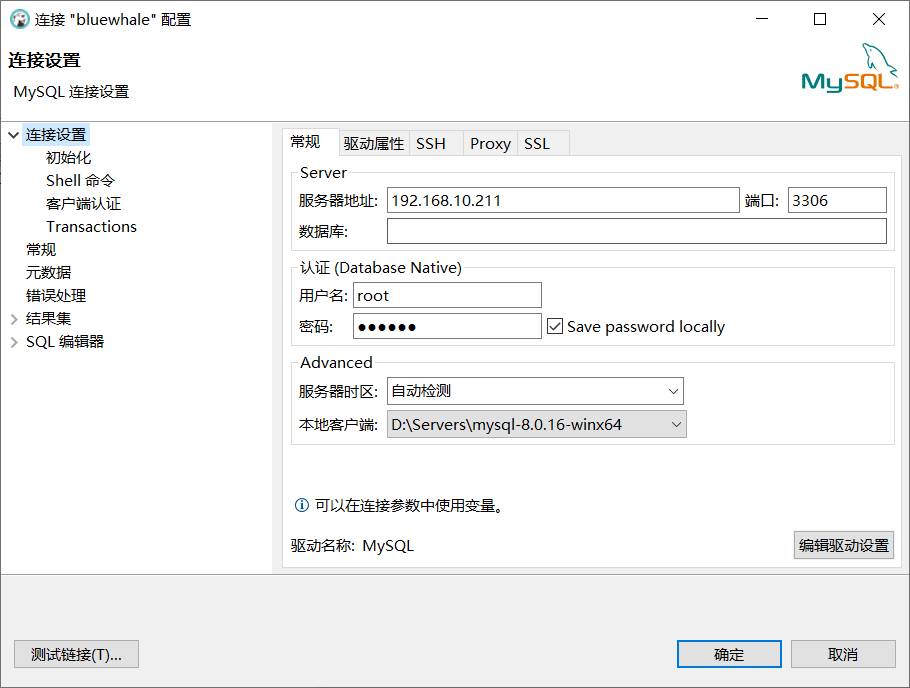 连接 "bluewhale" 配置
连接设置
MySQL 连接设置
MySQL
连接设置
初始化
Shell 命令
客户端认证
Transactions
常规
元数据
错误处理
结果集
SQL 编辑器
常规 驱动属性 SSH Proxy SSL
Server
服务器地址: 192.168.10.211 端口: 3306
数据库:
认证 (Database Native)
用户名: root
密码: ●●●●●● Save password locally
Advanced
服务器时区: 自动检测
本地客户端: D:\Servers\mysql-8.0.16-winx64
可以在连接参数中使用变量。
驱动名称: MySQL 编辑驱动设置
测试链接(T)... 确定 取消